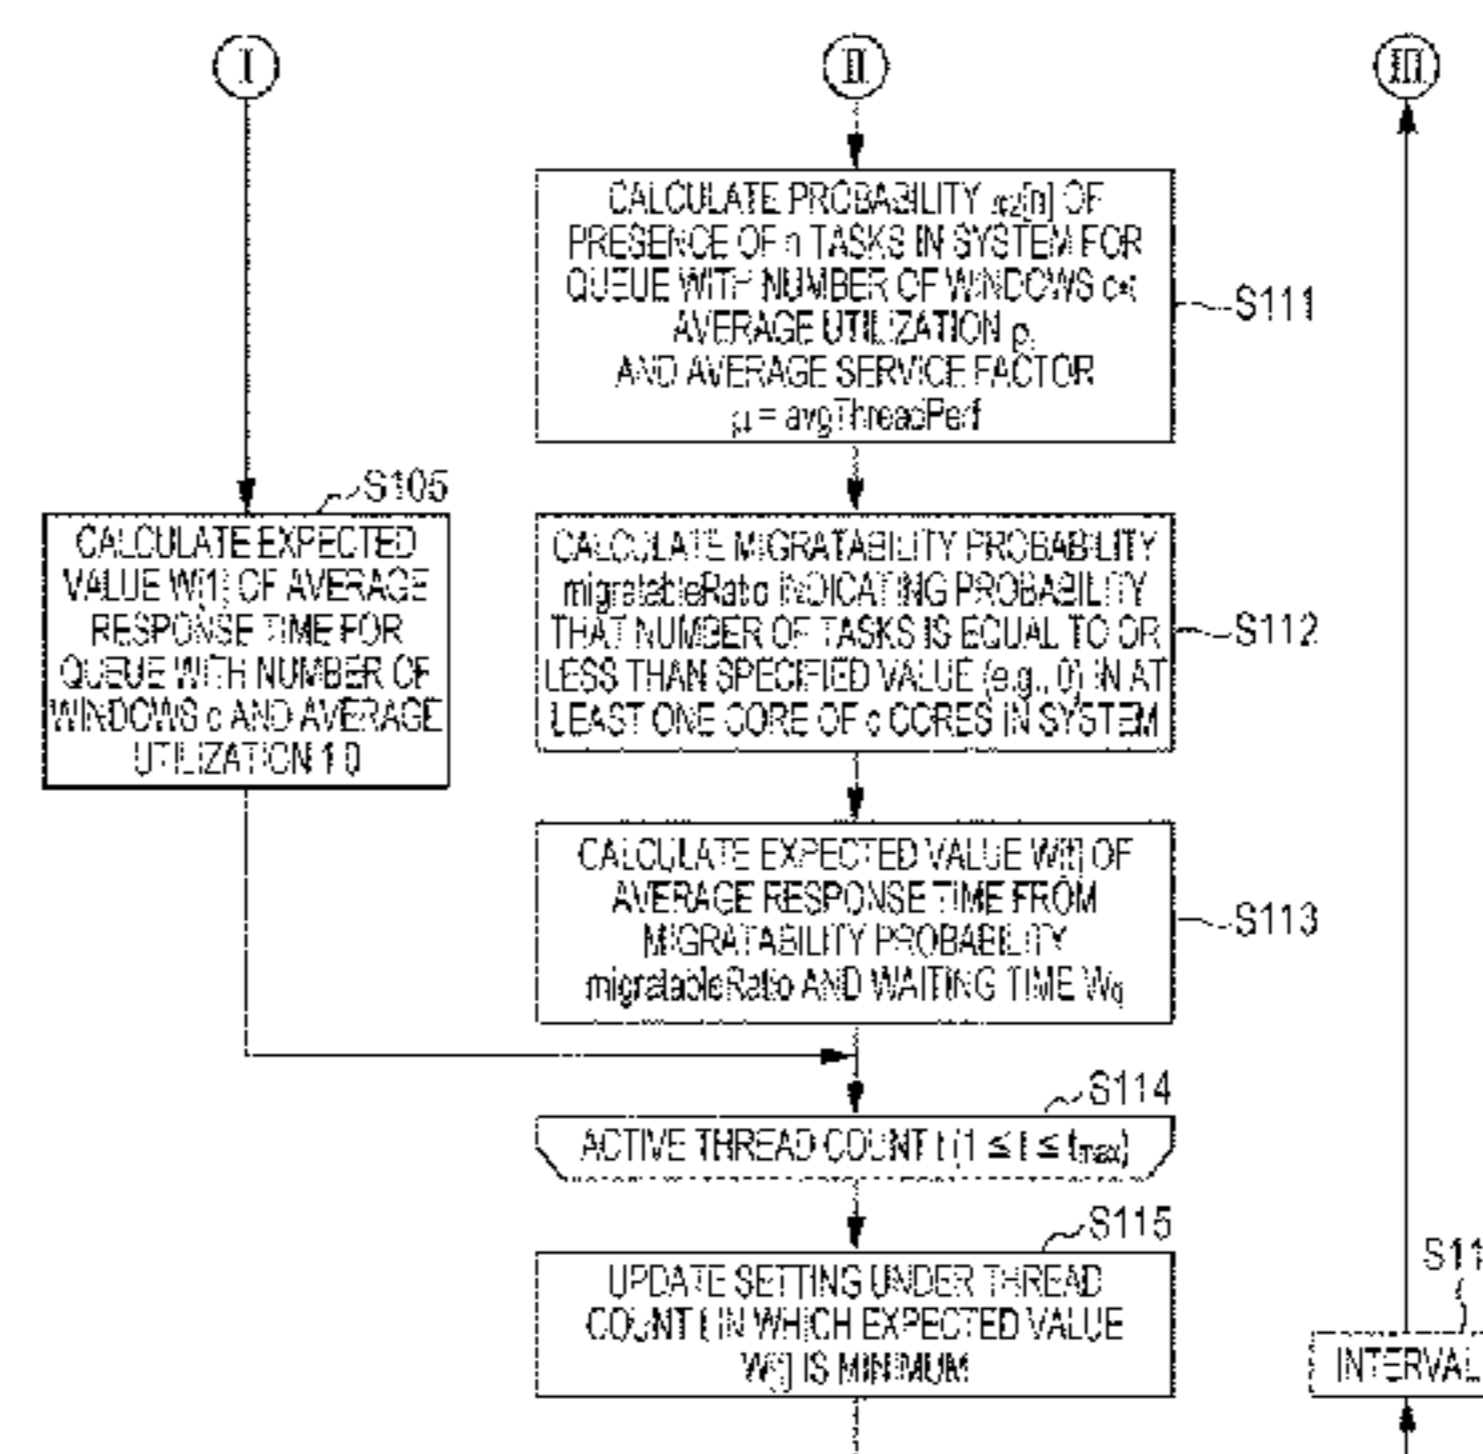 I
II
III
CALCULATE PROBABILITY π2[n] OF
PRESENCE OF n TASKS IN SYSTEM FOR
QUEUE WITH NUMBER OF WINDOWS c*t
AVERAGE UTILIZATION ρ,
AND AVERAGE SERVICE FACTOR
μ = avgThreadPerf
S111
S105
CALCULATE EXPECTED
VALUE W[1] OF AVERAGE
RESPONSE TIME FOR
QUEUE WITH NUMBER OF
WINDOWS c AND AVERAGE
UTILIZATION 1.0
CALCULATE MIGRATABILITY PROBABILITY
migratableRatio INDICATING PROBABILITY
THAT NUMBER OF TASKS IS EQUAL TO OR
LESS THAN SPECIFIED VALUE (e.g., 0) IN AT
LEAST ONE CORE OF c CORES IN SYSTEM
S112
CALCULATE EXPECTED VALUE W[t] OF
AVERAGE RESPONSE TIME FROM
MIGRATABILITY PROBABILITY
migratableRatio AND WAITING TIME Wq
S113
S114
ACTIVE THREAD COUNT t (1 ≤ t ≤ tmax)
S115
UPDATE SETTING UNDER THREAD
COUNT t IN WHICH EXPECTED VALUE
W[t] IS MINIMUM
S11
INTERVAL